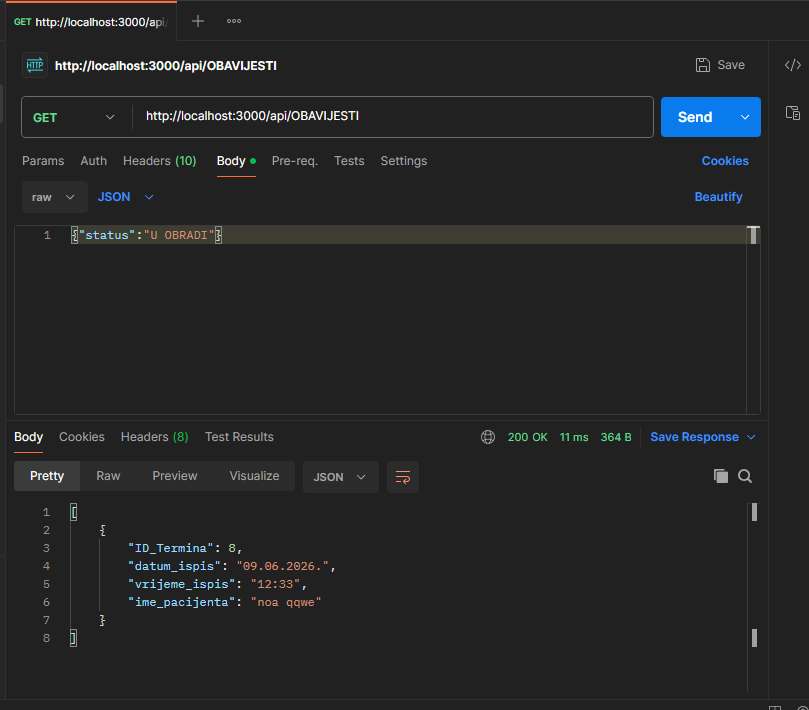 GET http://localhost:3000/api/
HTTP http://localhost:3000/api/OBAVIJESTI Save
GET http://localhost:3000/api/OBAVIJESTI Send
Params Auth Headers (10) Body Pre-req. Tests Settings Cookies
raw JSON Beautify
1 {"status":"U OBRADI"}
Body Cookies Headers (8) Test Results 200 OK 11 ms 364 B Save Response
Pretty Raw Preview Visualize JSON
1 [
2 {
3 "ID_Termina": 8,
4 "datum_ispis": "09.06.2026.",
5 "vrijeme_ispis": "12:33",
6 "ime_pacijenta": "noa qqwe"
7 }
8 ]